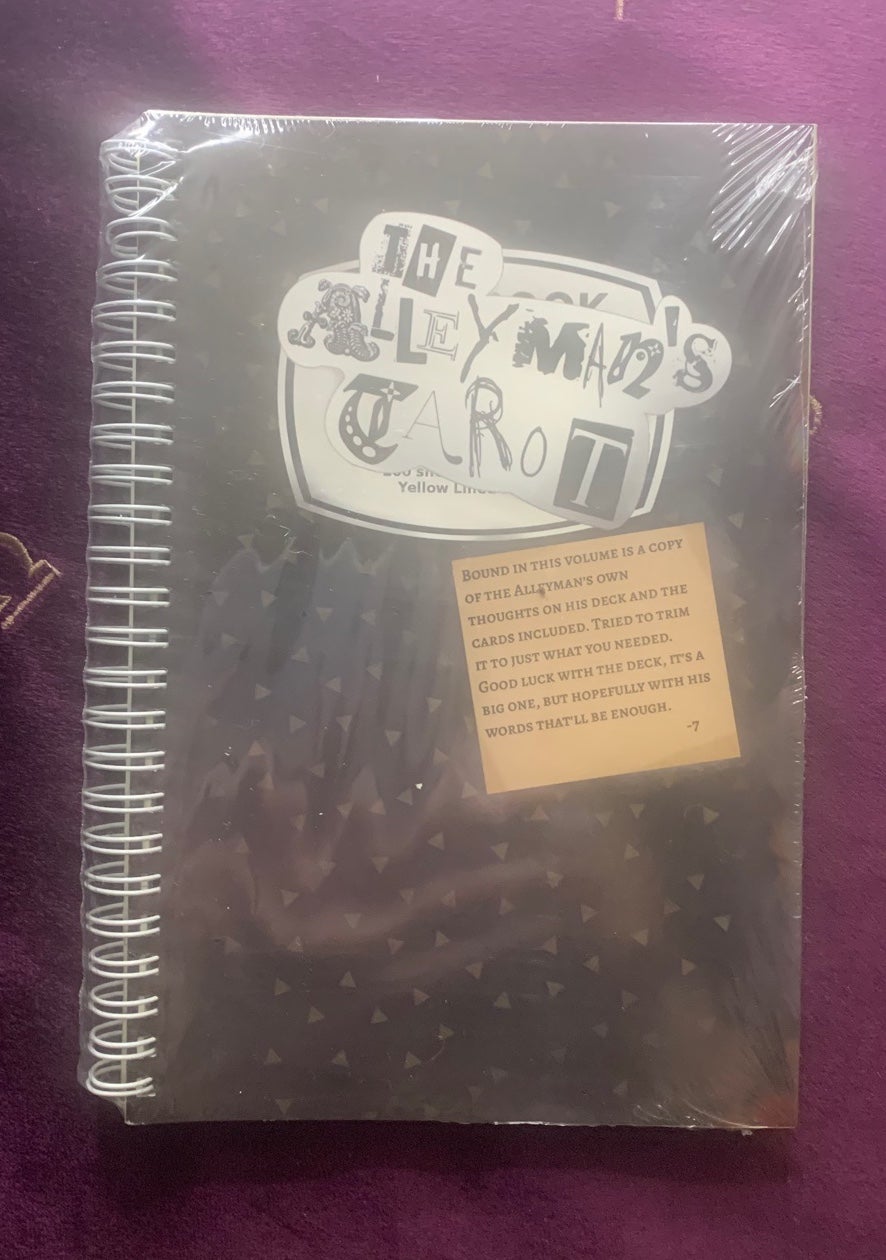 THE
ALLEYMAN'S
TAROT
Yellow
BOUND IN THIS VOLUME IS A COPY
OF THE ALLEYMAN'S OWN
THOUGHTS ON HIS DECK AND THE
CARDS INCLUDED. TRIED TO TRIM
IT TO JUST WHAT YOU NEEDED.
GOOD LUCK WITH THE DECK, IT'S A
BIG ONE, BUT HOPEFULLY WITH HIS
WORDS THAT'LL BE ENOUGH.
-7